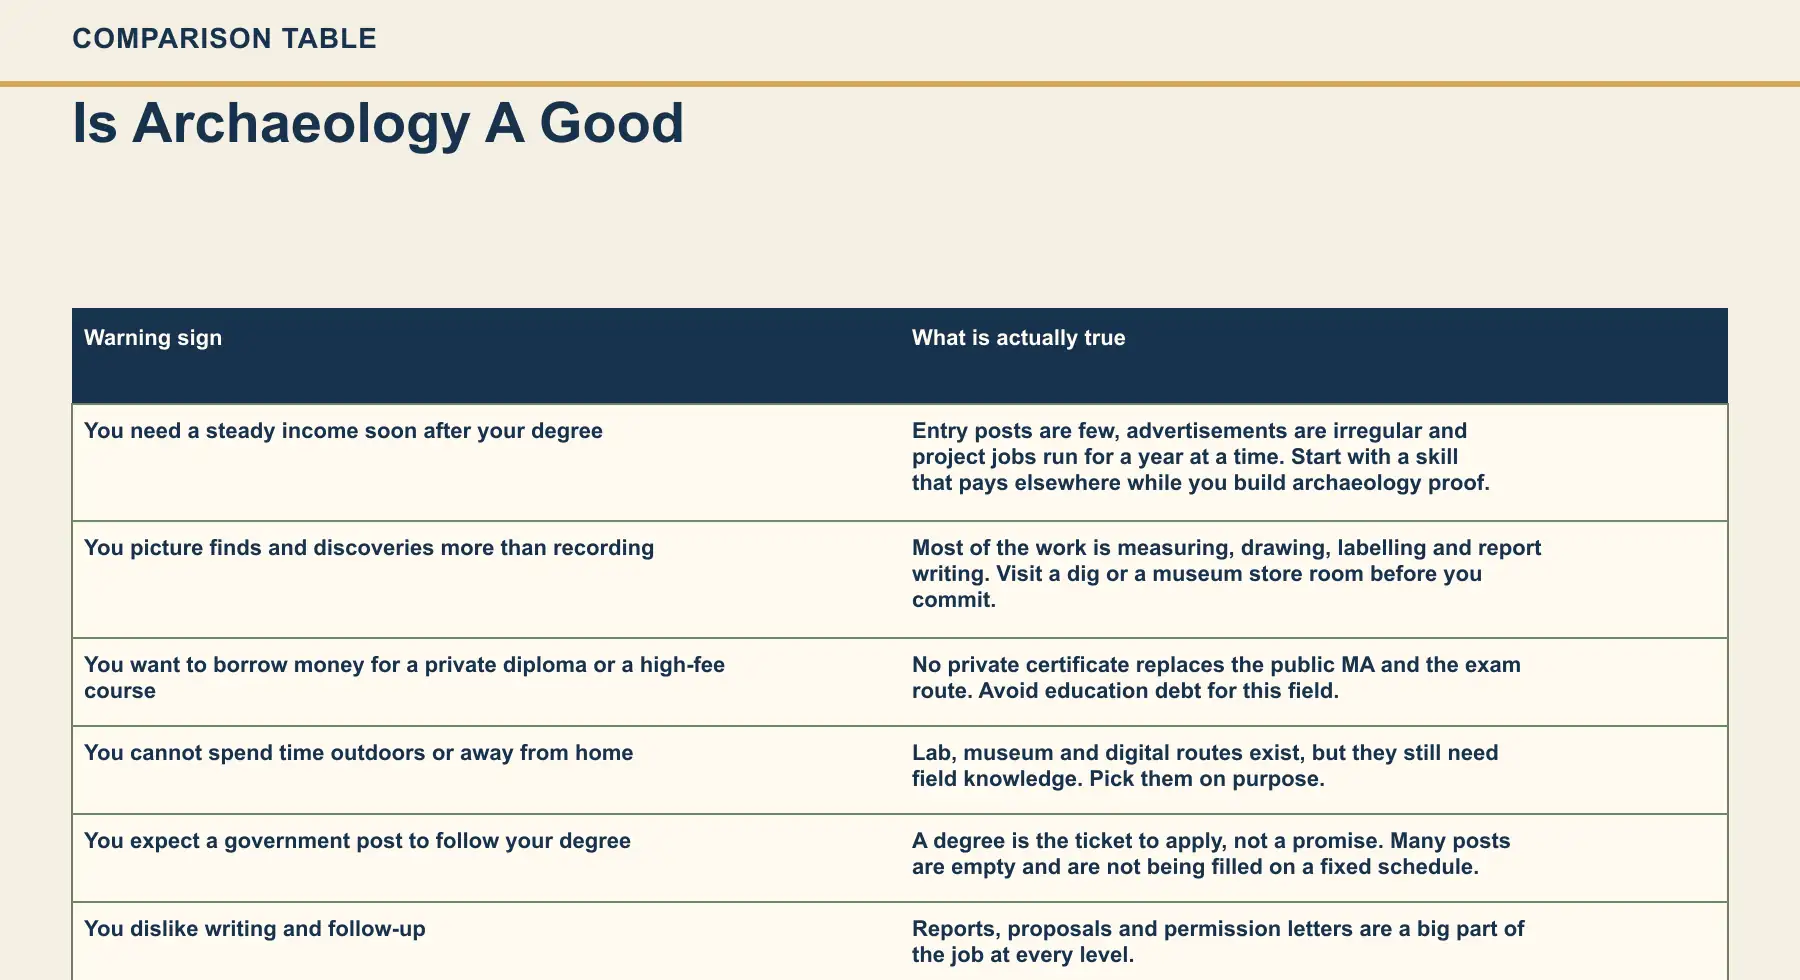 COMPARISON TABLE
Is Archaeology A Good
Warning sign
What is actually true
You need a steady income soon after your degree
Entry posts are few, advertisements are irregular and
project jobs run for a year at a time. Start with a skill
that pays elsewhere while you build archaeology proof.
You picture finds and discoveries more than recording
Most of the work is measuring, drawing, labelling and report
writing. Visit a dig or a museum store room before you
commit.
You want to borrow money for a private diploma or a high-fee
course
No private certificate replaces the public MA and the exam
route. Avoid education debt for this field.
You cannot spend time outdoors or away from home
Lab, museum and digital routes exist, but they still need
field knowledge. Pick them on purpose.
You expect a government post to follow your degree
A degree is the ticket to apply, not a promise. Many posts
are empty and are not being filled on a fixed schedule.
You dislike writing and follow-up
Reports, proposals and permission letters are a big part of
the job at every level.